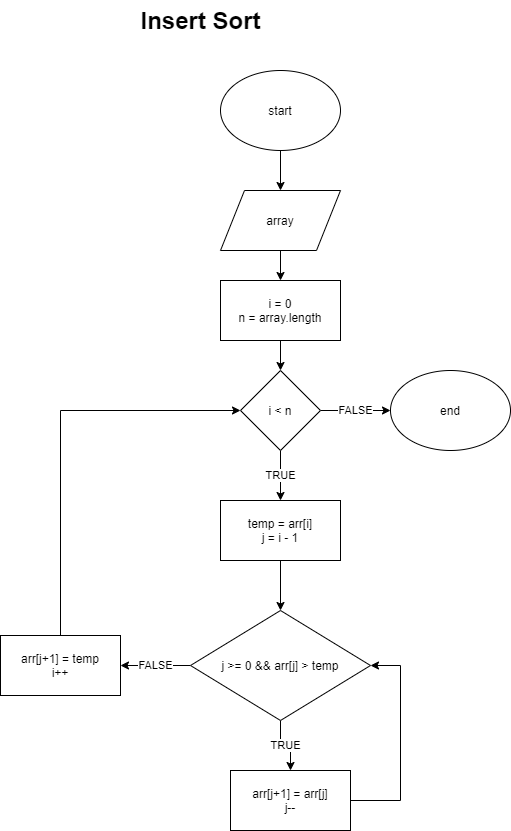 Insert Sort
start
array
i = 0
n = array.length
i < n
FALSE
end
TRUE
temp = arr[i]
j = i - 1
j >= 0 && arr[j] > temp
FALSE
arr[j+1] = temp
i++
TRUE
arr[j+1] = arr[j]
j--